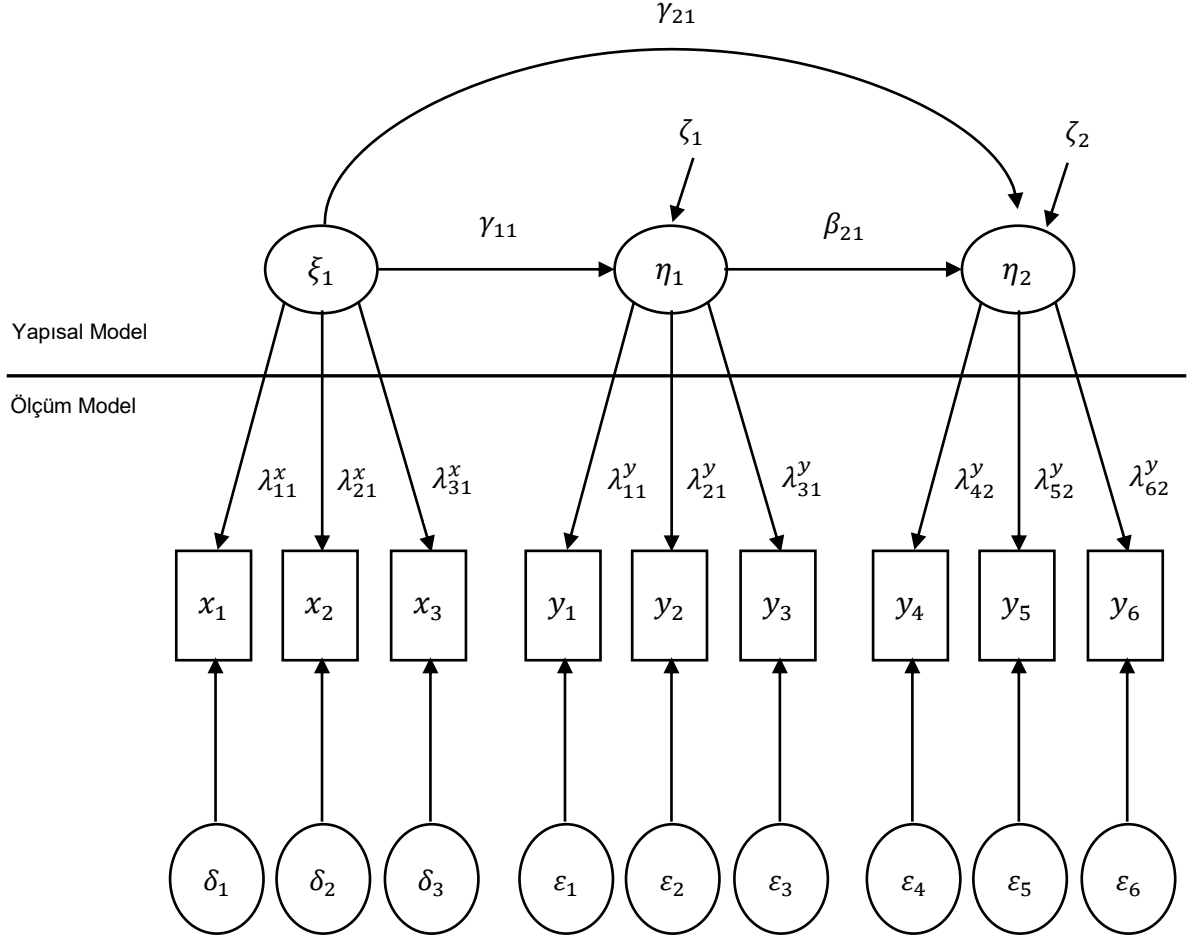 γ₂₁
ζ₁ ζ₂
γ₁₁ β₂₁
ξ₁ η₁ η₂
Yapısal Model
Ölçüm Model
λ₁₁ˣ λ₂₁ˣ λ₃₁ˣ λ₁₁ʸ λ₂₁ʸ λ₃₁ʸ λ₄₂ʸ λ₅₂ʸ λ₆₂ʸ
x₁ x₂ x₃ y₁ y₂ y₃ y₄ y₅ y₆
δ₁ δ₂ δ₃ ε₁ ε₂ ε₃ ε₄ ε₅ ε₆